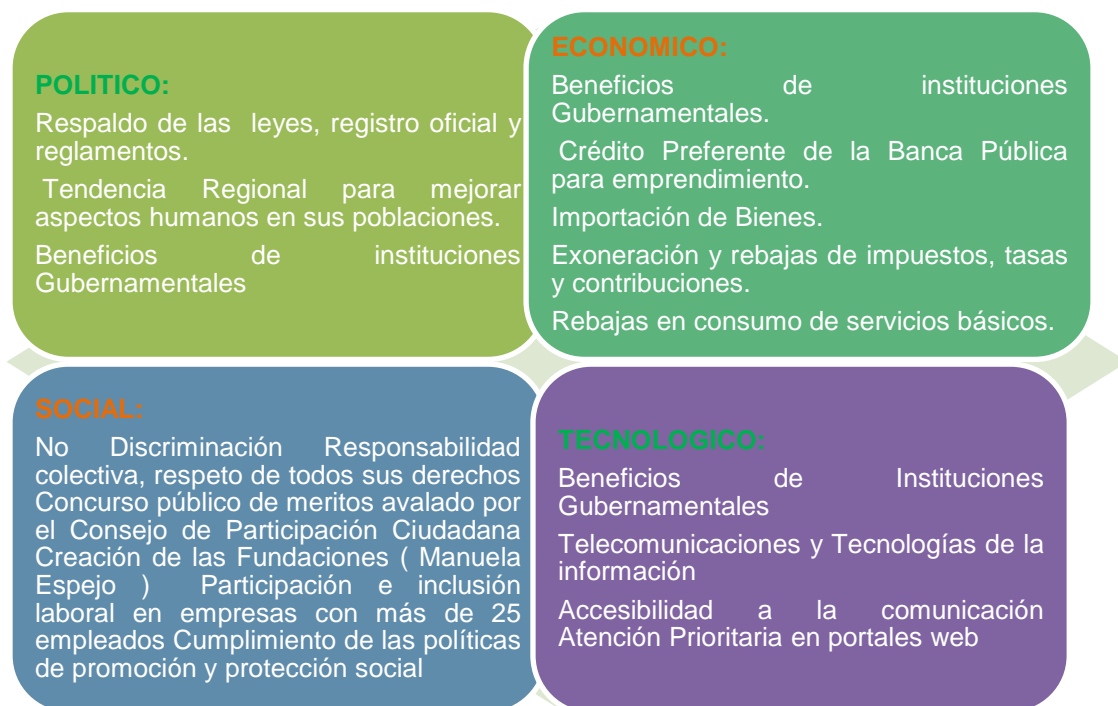 POLITICO:
Respaldo de las leyes, registro oficial y
reglamentos.
Tendencia Regional para mejorar
aspectos humanos en sus poblaciones.
Beneficios de instituciones
Gubernamentales
ECONOMICO:
Beneficios de instituciones
Gubernamentales.
Crédito Preferente de la Banca Pública
para emprendimiento.
Importación de Bienes.
Exoneración y rebajas de impuestos, tasas
y contribuciones.
Rebajas en consumo de servicios básicos.
SOCIAL:
No Discriminación Responsabilidad
colectiva, respeto de todos sus derechos
Concurso público de meritos avalado por
el Consejo de Participación Ciudadana
Creación de las Fundaciones ( Manuela
Espejo ) Participación e inclusión
laboral en empresas con más de 25
empleados Cumplimiento de las políticas
de promoción y protección social
TECNOLOGICO:
Beneficios de Instituciones
Gubernamentales
Telecomunicaciones y Tecnologías de la
información
Accesibilidad a la comunicación
Atención Prioritaria en portales web